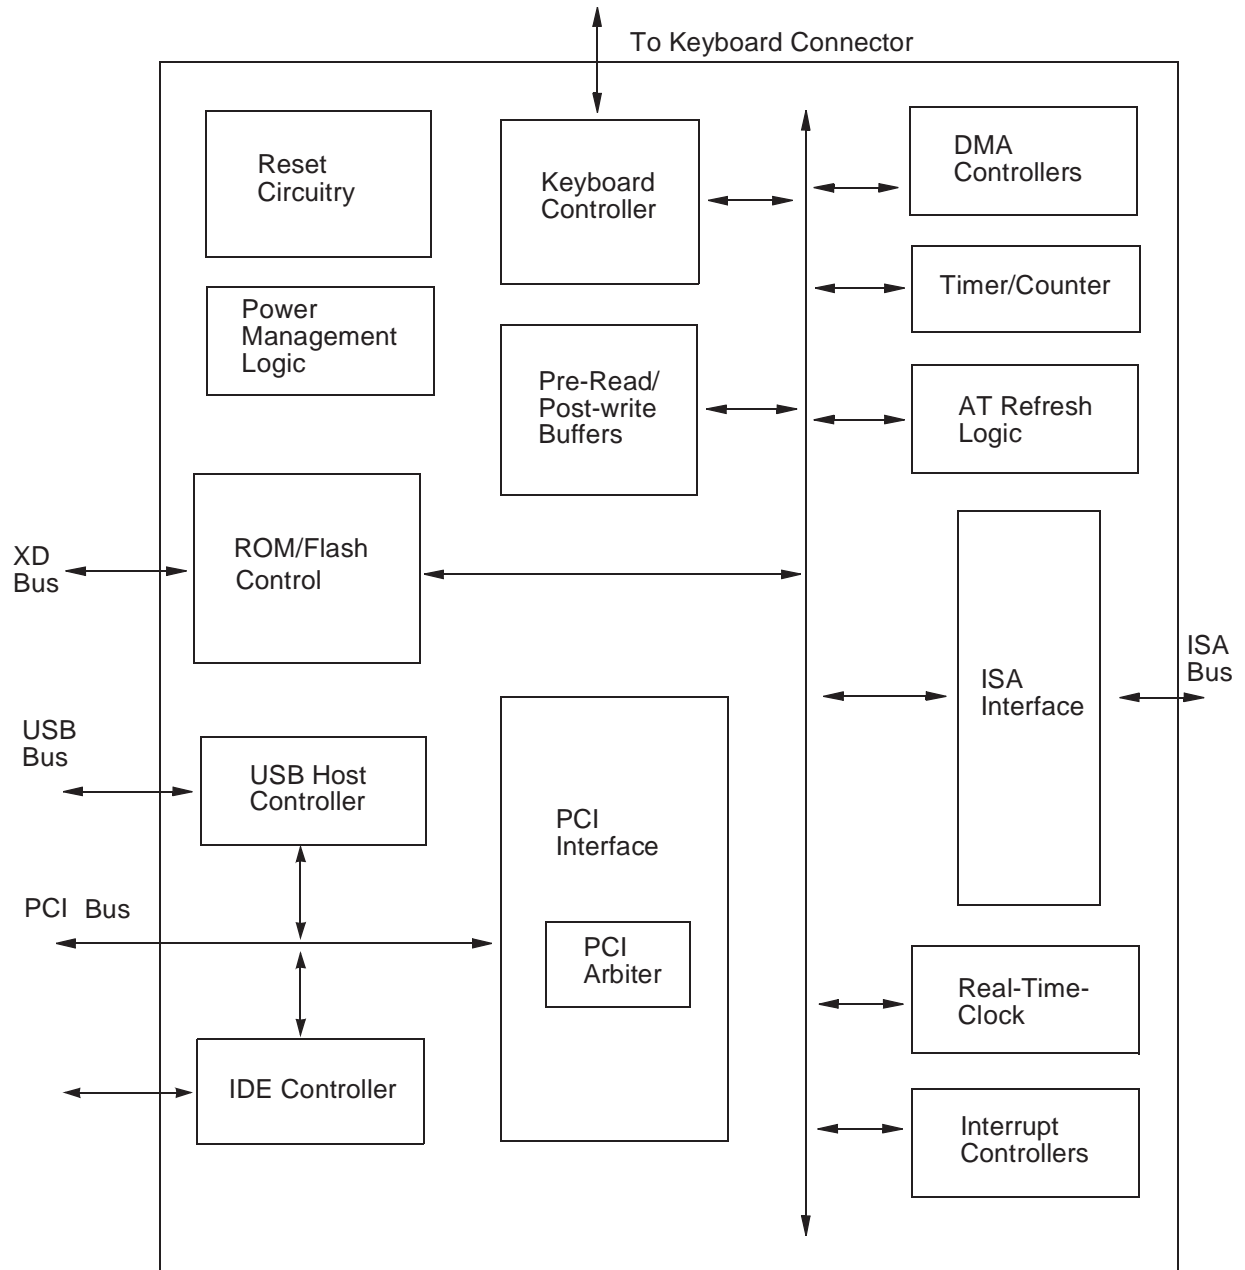 To Keyboard Connector
Reset
Circuitry
Keyboard
Controller
DMA
Controllers
Power
Management
Logic
Timer/Counter
Pre-Read/
Post-write
Buffers
AT Refresh
Logic
XD
Bus
ROM/Flash
Control
ISA
Interface
ISA
Bus
USB
Bus
USB Host
Controller
PCI
Interface
PCI Bus
PCI
Arbiter
Real-Time-
Clock
IDE Controller
Interrupt
Controllers